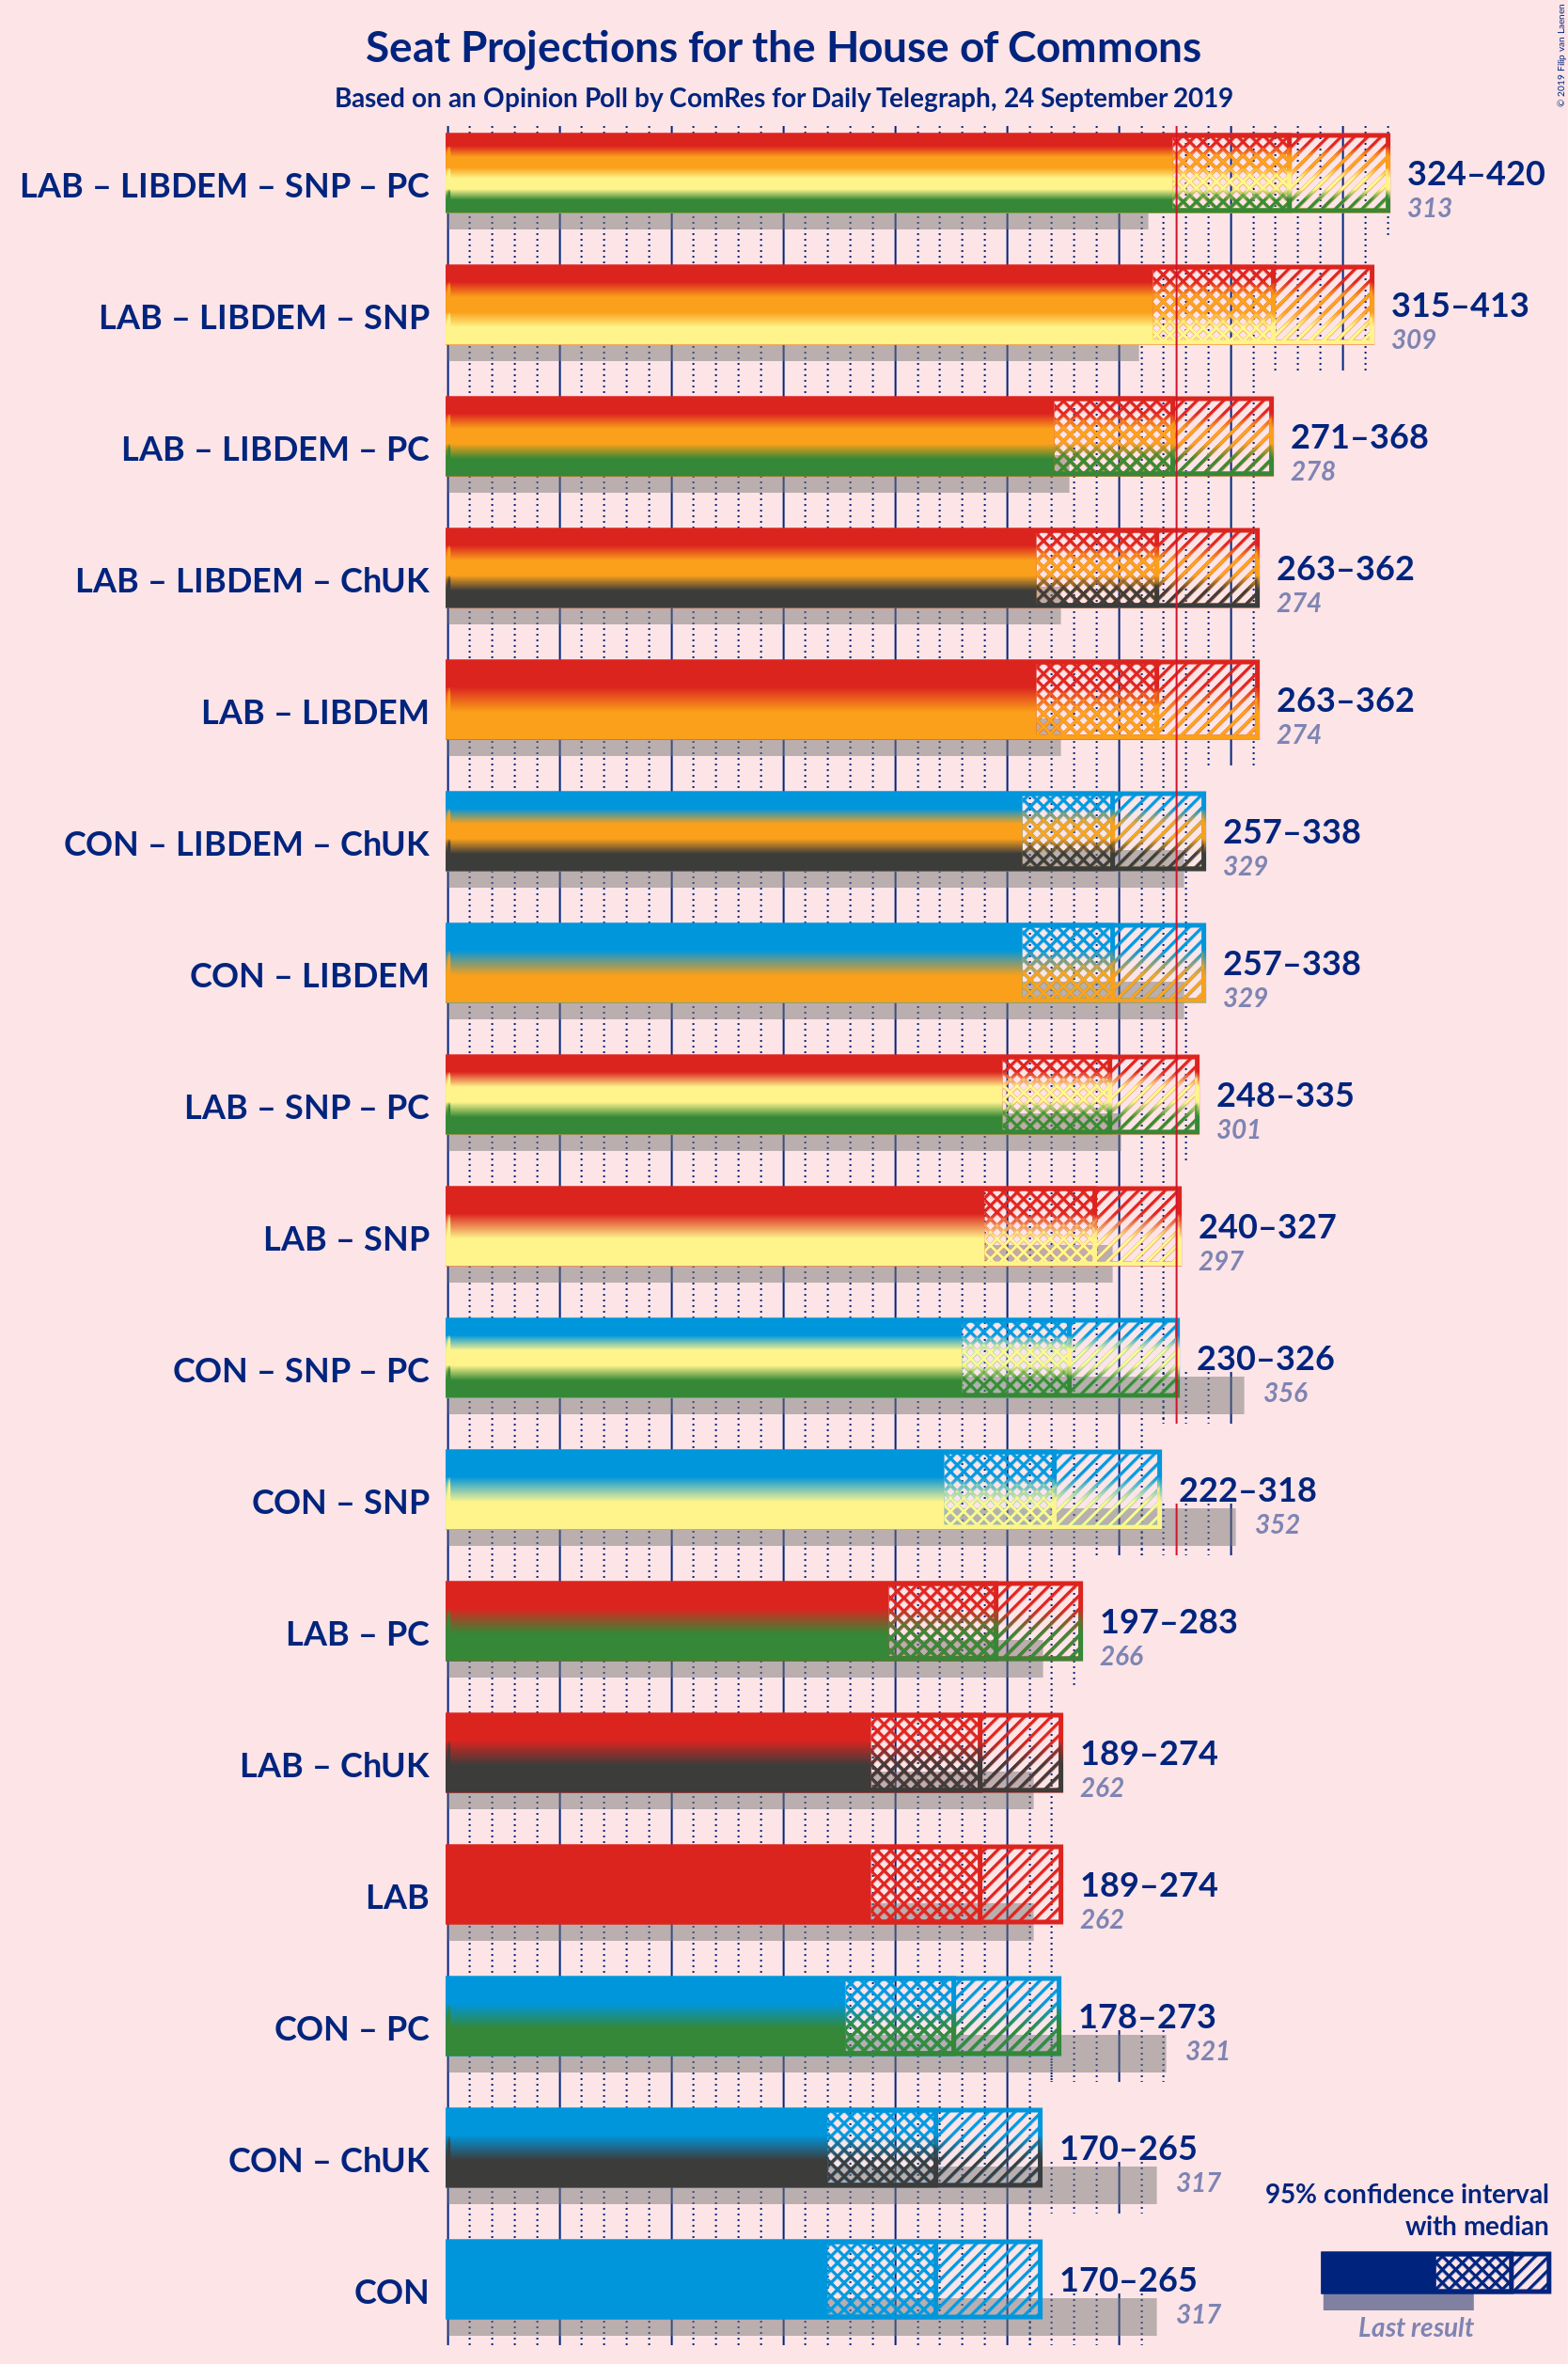 Seat Projections for the House of Commons
Based on an Opinion Poll by ComRes for Daily Telegraph, 24 September 2019
© 2019 Filip van Laenen
LAB – LIBDEM – SNP – PC
324–420
313
LAB – LIBDEM – SNP
315–413
309
LAB – LIBDEM – PC
271–368
278
LAB – LIBDEM – ChUK
263–362
274
LAB – LIBDEM
263–362
274
CON – LIBDEM – ChUK
257–338
329
CON – LIBDEM
257–338
329
LAB – SNP – PC
248–335
301
LAB – SNP
240–327
297
CON – SNP – PC
230–326
356
CON – SNP
222–318
352
LAB – PC
197–283
266
LAB – ChUK
189–274
262
LAB
189–274
262
CON – PC
178–273
321
CON – ChUK
170–265
317
CON
170–265
317
95% confidence interval
with median
Last result